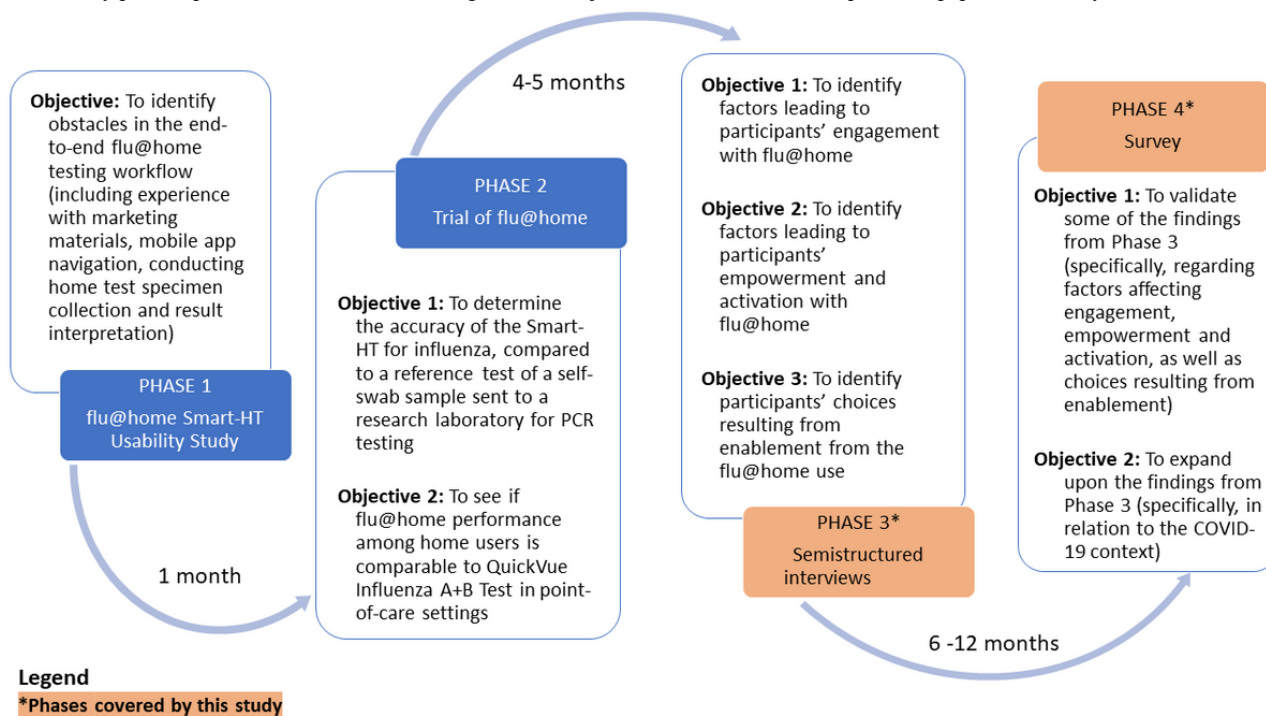 Objective: To identify
obstacles in the end-
to-end flu@home
testing workflow
(including experience
with marketing
materials, mobile app
navigation, conducting
home test specimen
collection and result
interpretation)
PHASE 1
flu@home Smart-HT
Usability Study
1 month
PHASE 2
Trial of flu@home
Objective 1: To determine
the accuracy of the Smart-
HT for influenza, compared
to a reference test of a self-
swab sample sent to a
research laboratory for PCR
testing
Objective 2: To see if
flu@home performance
among home users is
comparable to QuickVue
Influenza A+B Test in point-
of-care settings
4-5 months
Objective 1: To identify
factors leading to
participants’ engagement
with flu@home
Objective 2: To identify
factors leading to
participants’
empowerment and
activation with
flu@home
Objective 3: To identify
participants’ choices
resulting from
enablement from the
flu@home use
PHASE 3*
Semistructured
interviews
6 -12 months
PHASE 4*
Survey
Objective 1: To validate
some of the findings
from Phase 3
(specifically, regarding
factors affecting
engagement,
empowerment and
activation, as well as
choices resulting from
enablement)
Objective 2: To expand
upon the findings from
Phase 3 (specifically, in
relation to the COVID-
19 context)
Legend
*Phases covered by this study